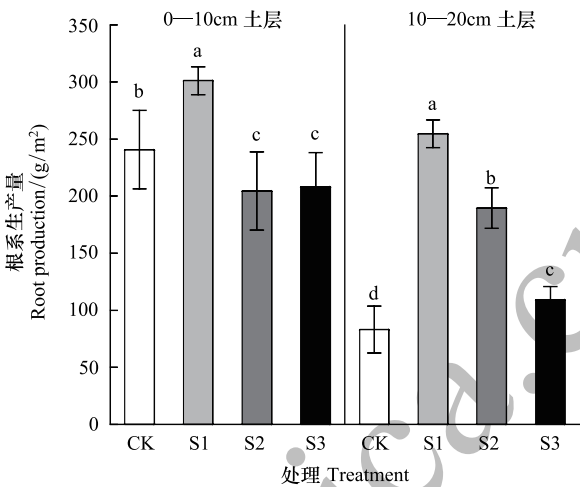 0—10cm 土层
10—20cm 土层
350
300
250
200
150
100
50
0
根系生产量
Root production/(g/m²)
b
a
c
c
d
a
b
c
CK
S1
S2
S3
CK
S1
S2
S3
处理 Treatment